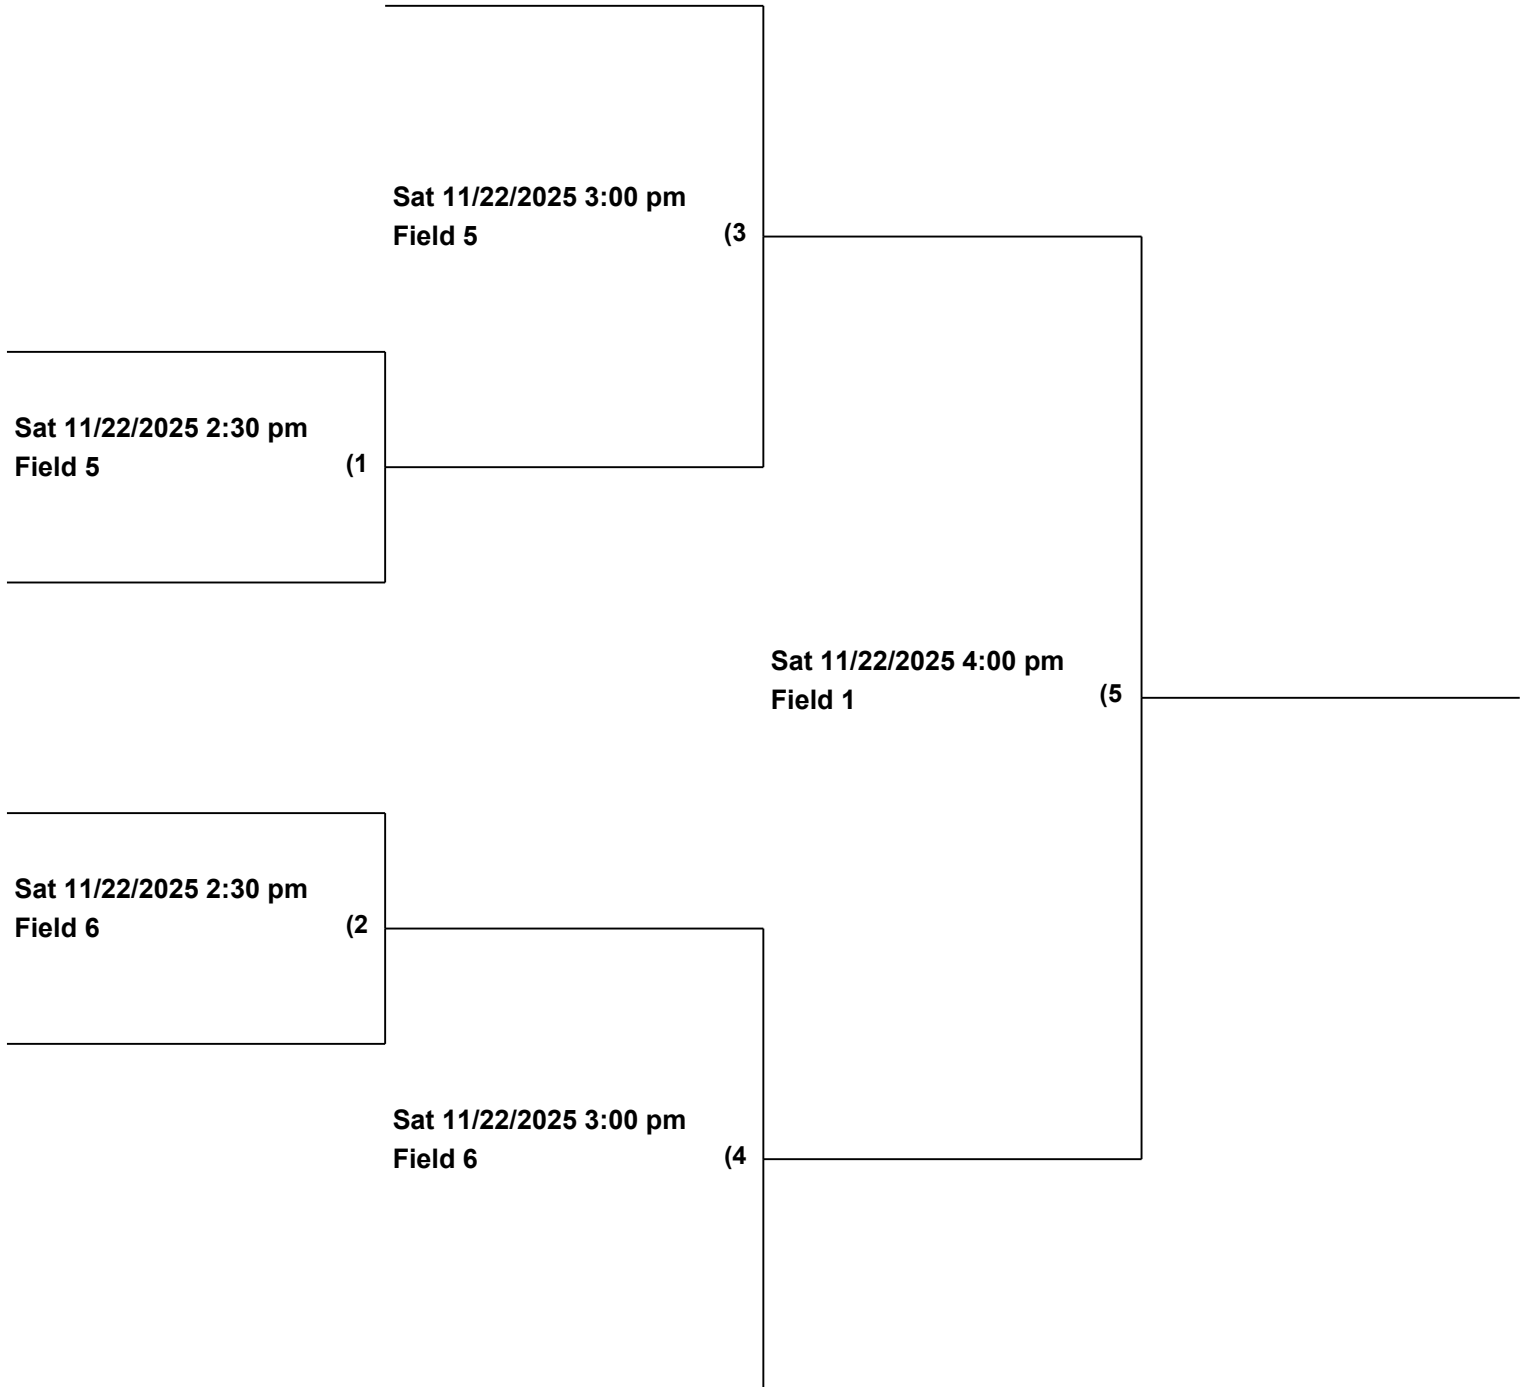 Sat 11/22/2025 3:00 pm
Field 5 (3
Sat 11/22/2025 2:30 pm
Field 5 (1
Sat 11/22/2025 4:00 pm
Field 1 (5
Sat 11/22/2025 2:30 pm
Field 6 (2
Sat 11/22/2025 3:00 pm
Field 6 (4